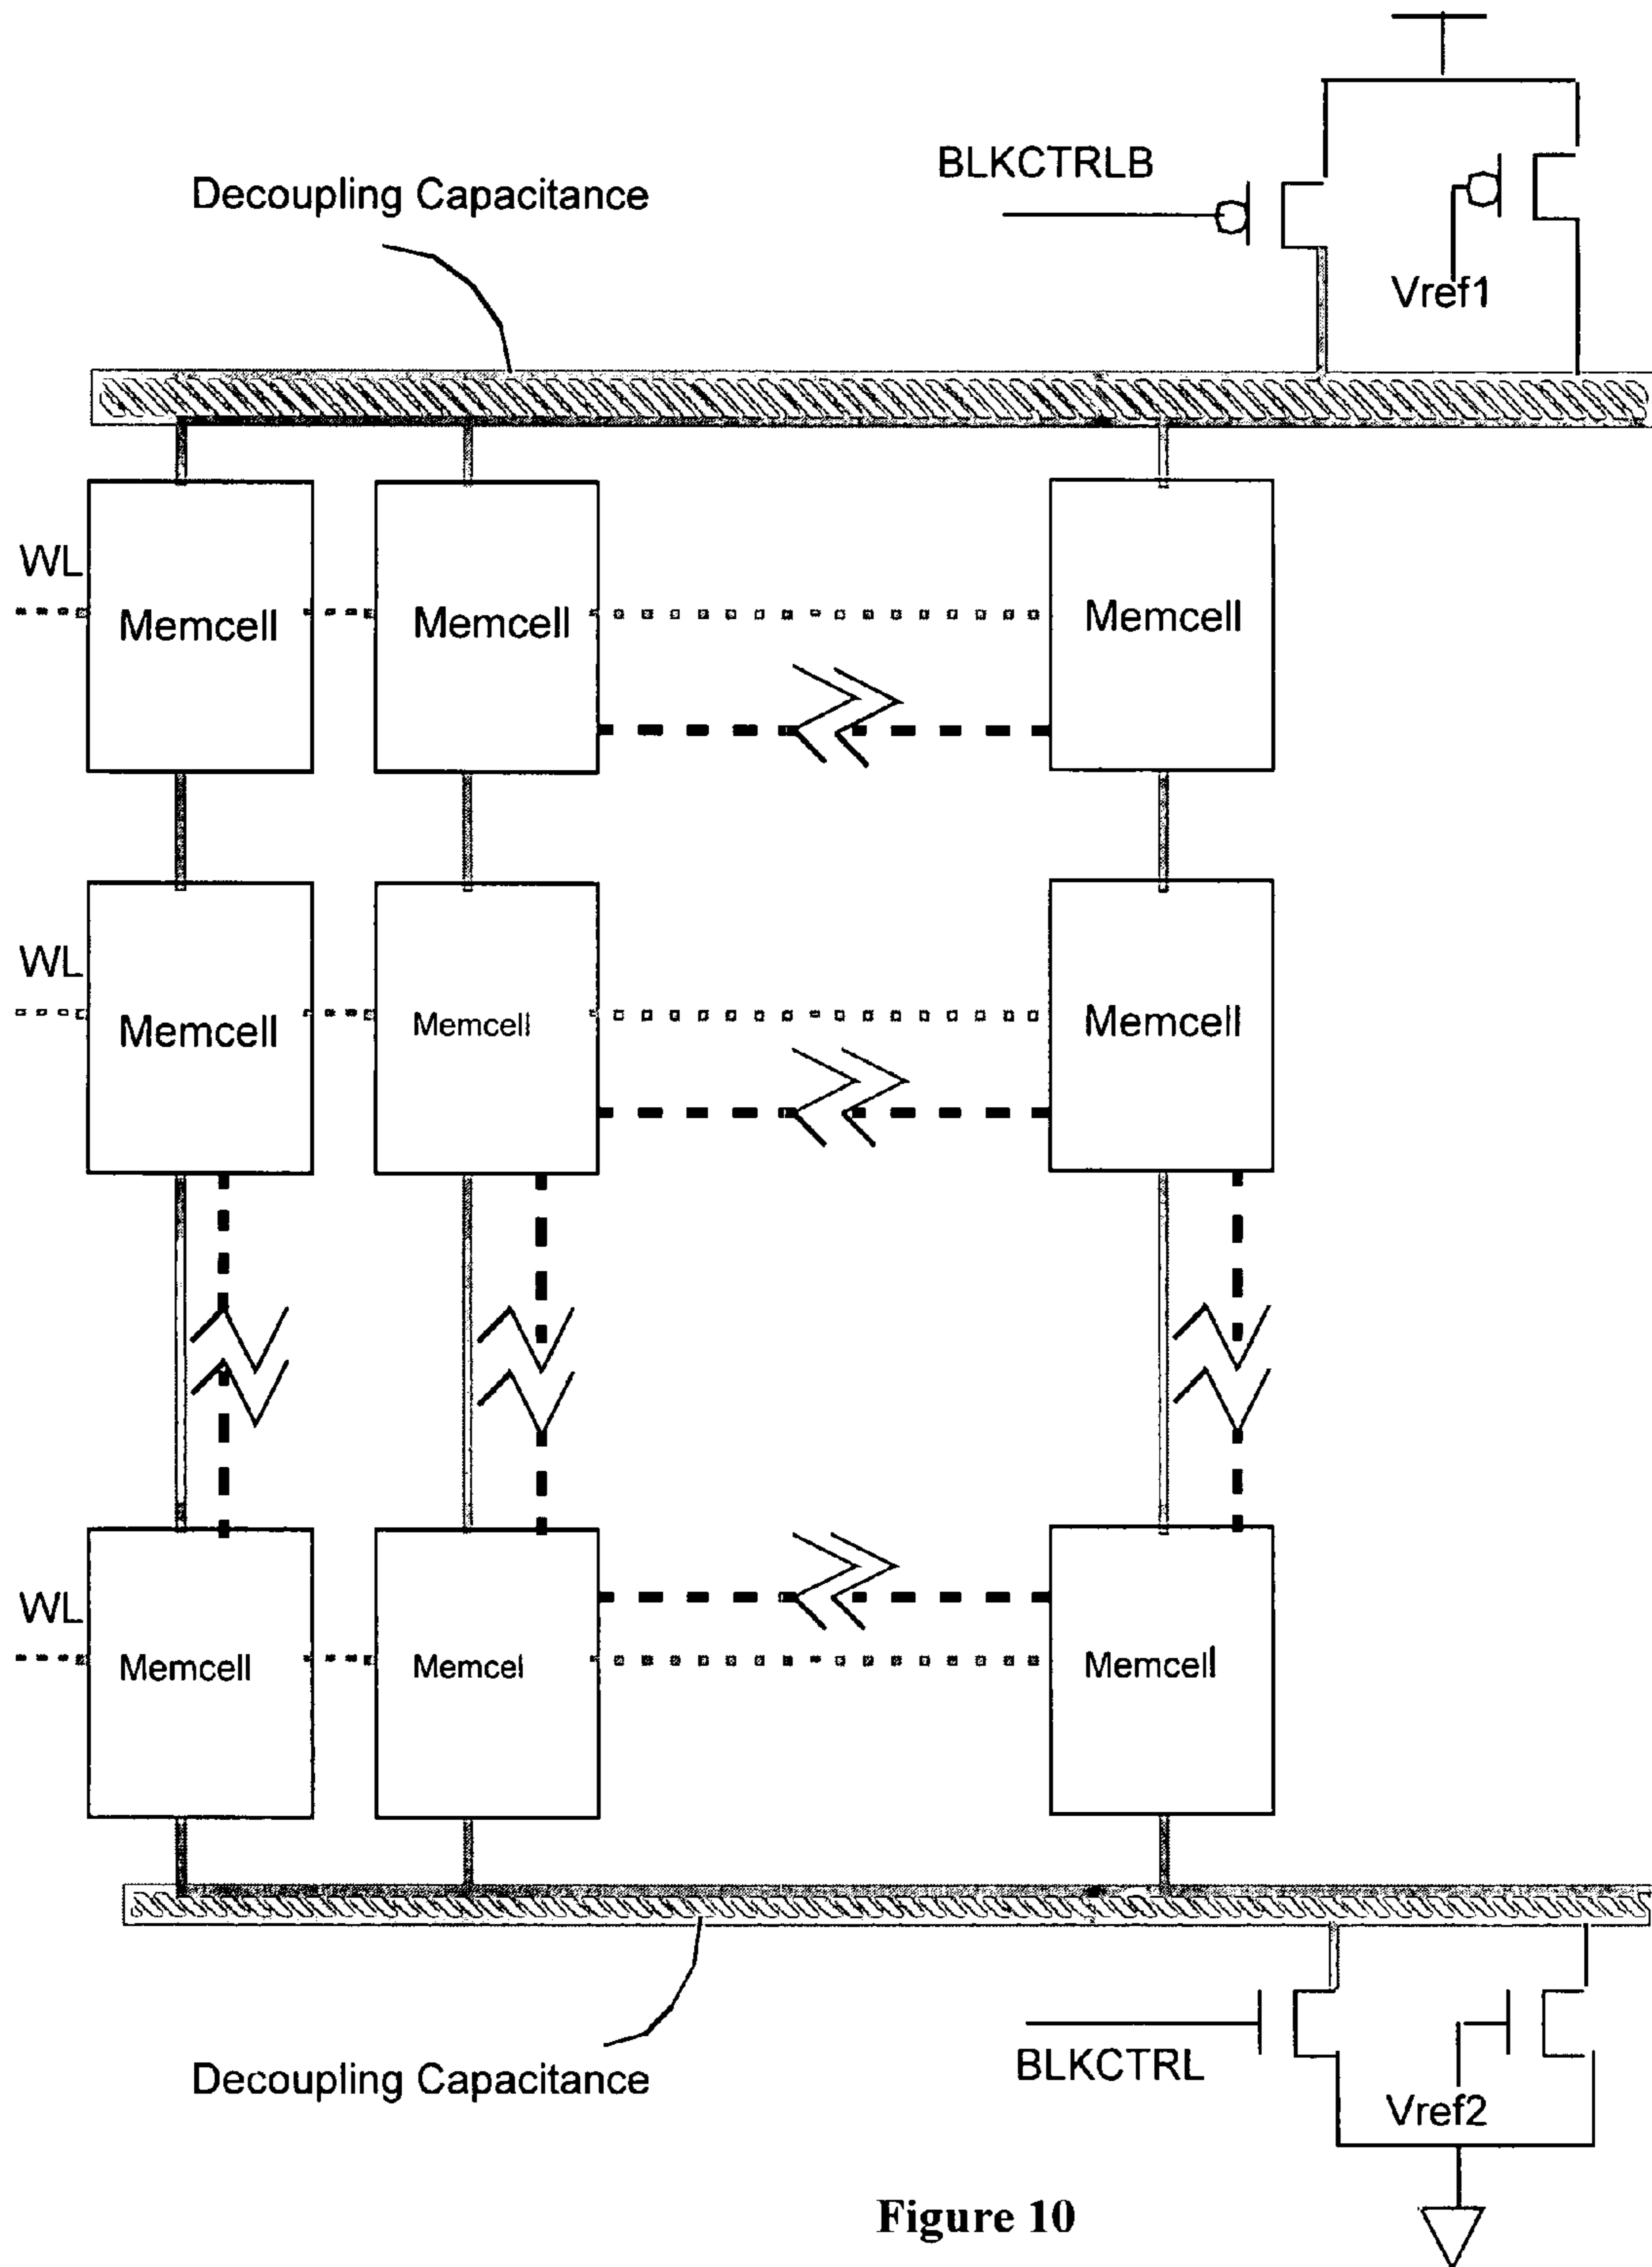 BLKCTRLB
Decoupling Capacitance
Vref1
WL
Memcell Memcell Memcell
WL
Memcell Memcell Memcell
WL
Memcell Memcel Memcell
Decoupling Capacitance
BLKCTRL
Vref2
Figure 10